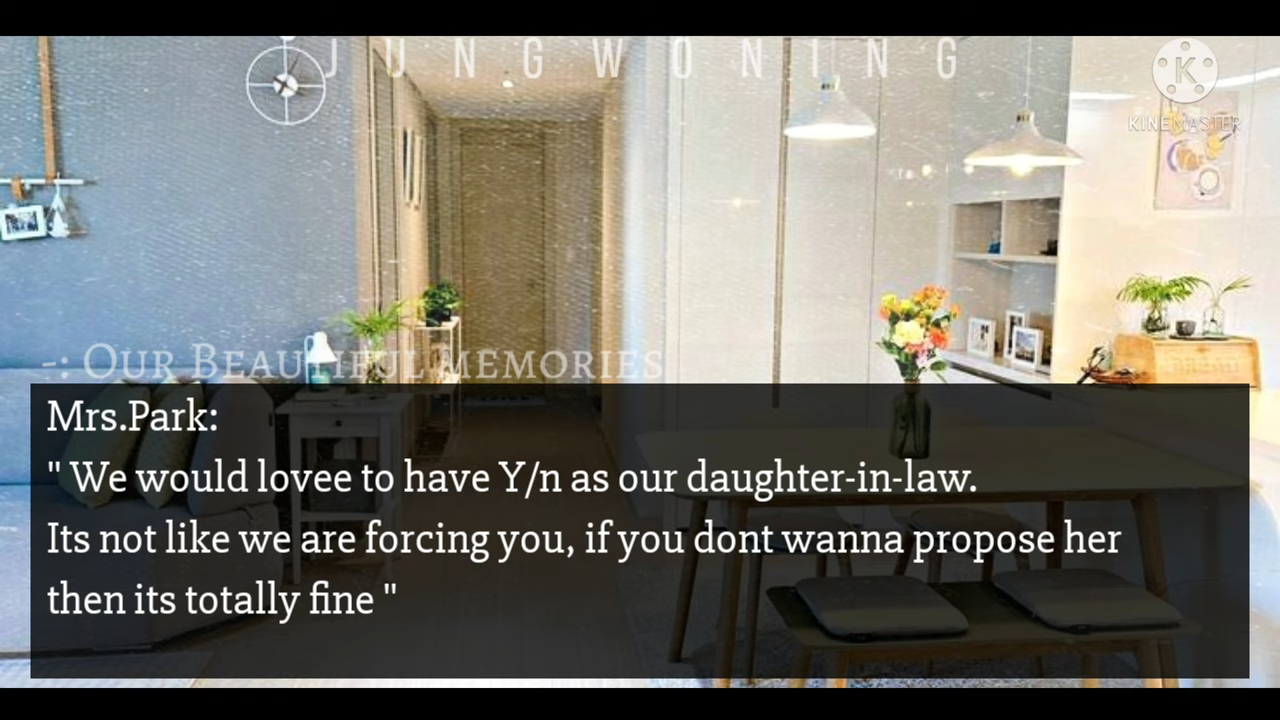 JUNGWONING
KINEMASTER
-: OUR BEAUTIFUL MEMORIES
Mrs.Park:
" We would lovee to have Y/n as our daughter-in-law.
Its not like we are forcing you, if you dont wanna propose her
then its totally fine "